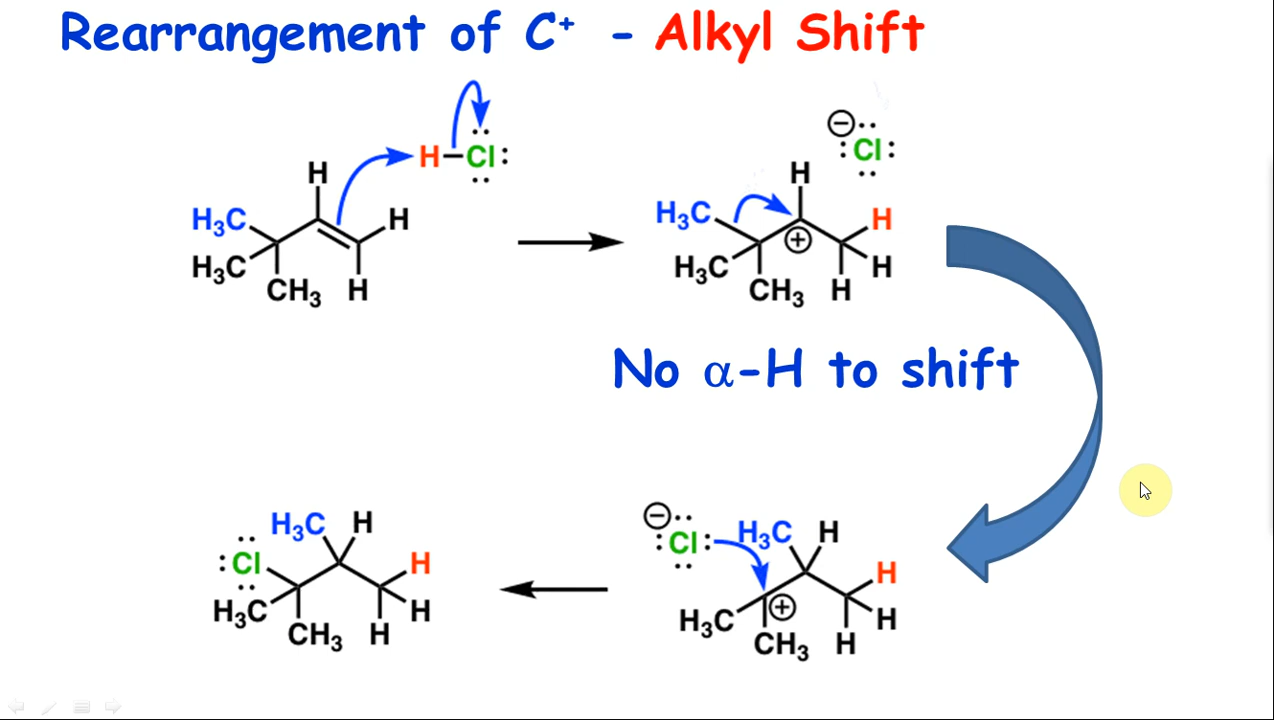 Rearrangement of C⁺ - Alkyl Shift
H
H–Cl
H₃C
H
H₃C
CH₃
H
⊖
Cl
H
H₃C
H
⊕
H₃C
H
CH₃
H
No α-H to shift
H₃C
H
Cl
H
H₃C
H
CH₃
H
⊖
Cl
H₃C
H
H
H₃C
⊕
H
CH₃
H